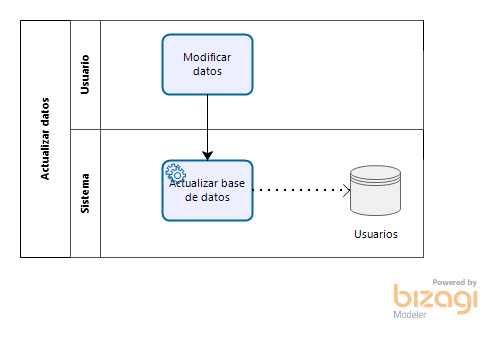 Actualizar datos
Usuario
Modificar
datos
Sistema
Actualizar base
de datos
Usuarios
Powered by
bizagi
Modeler